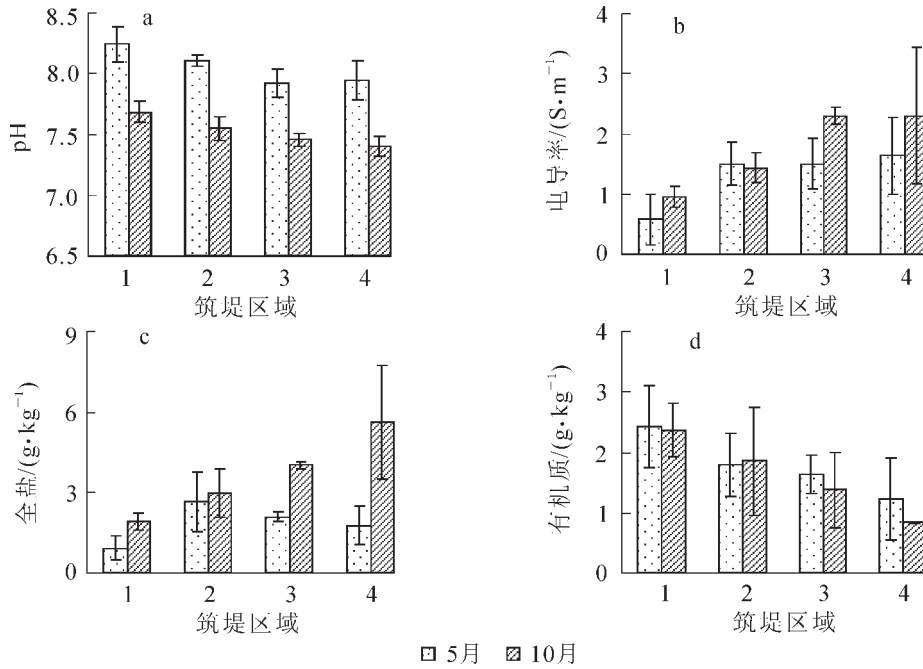 a
8.5
8.0
7.5
7.0
6.5
pH
1 2 3 4
筑堤区域
b
4
3
2
1
0
电导率/(S·m⁻¹)
1 2 3 4
筑堤区域
c
9
6
3
0
全盐/(g·kg⁻¹)
1 2 3 4
筑堤区域
d
4
3
2
1
0
有机质/(g·kg⁻¹)
1 2 3 4
筑堤区域
5月 10月